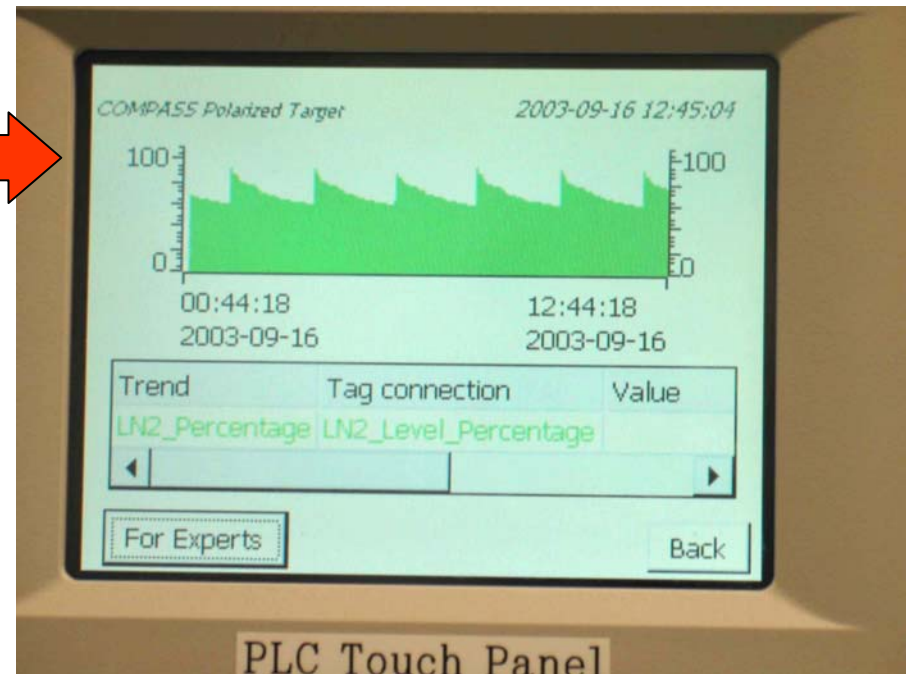 COMPASS Polarized Target 2003-09-16 12:45:04
100 100
0 0
00:44:18 12:44:18
2003-09-16 2003-09-16
Trend Tag connection Value
LN2_Percentage LN2_Level_Percentage
For Experts Back
PLC Touch Panel